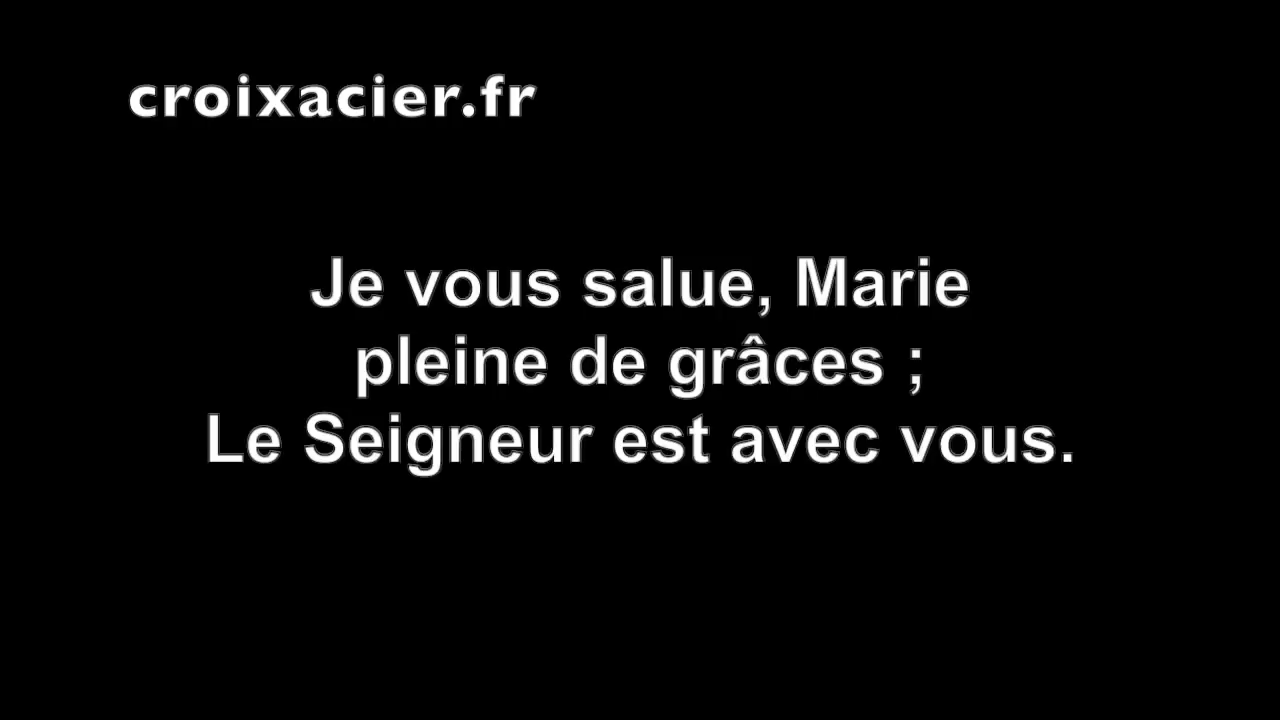 croixacier.fr
Je vous salue, Marie
pleine de grâces ;
Le Seigneur est avec vous.